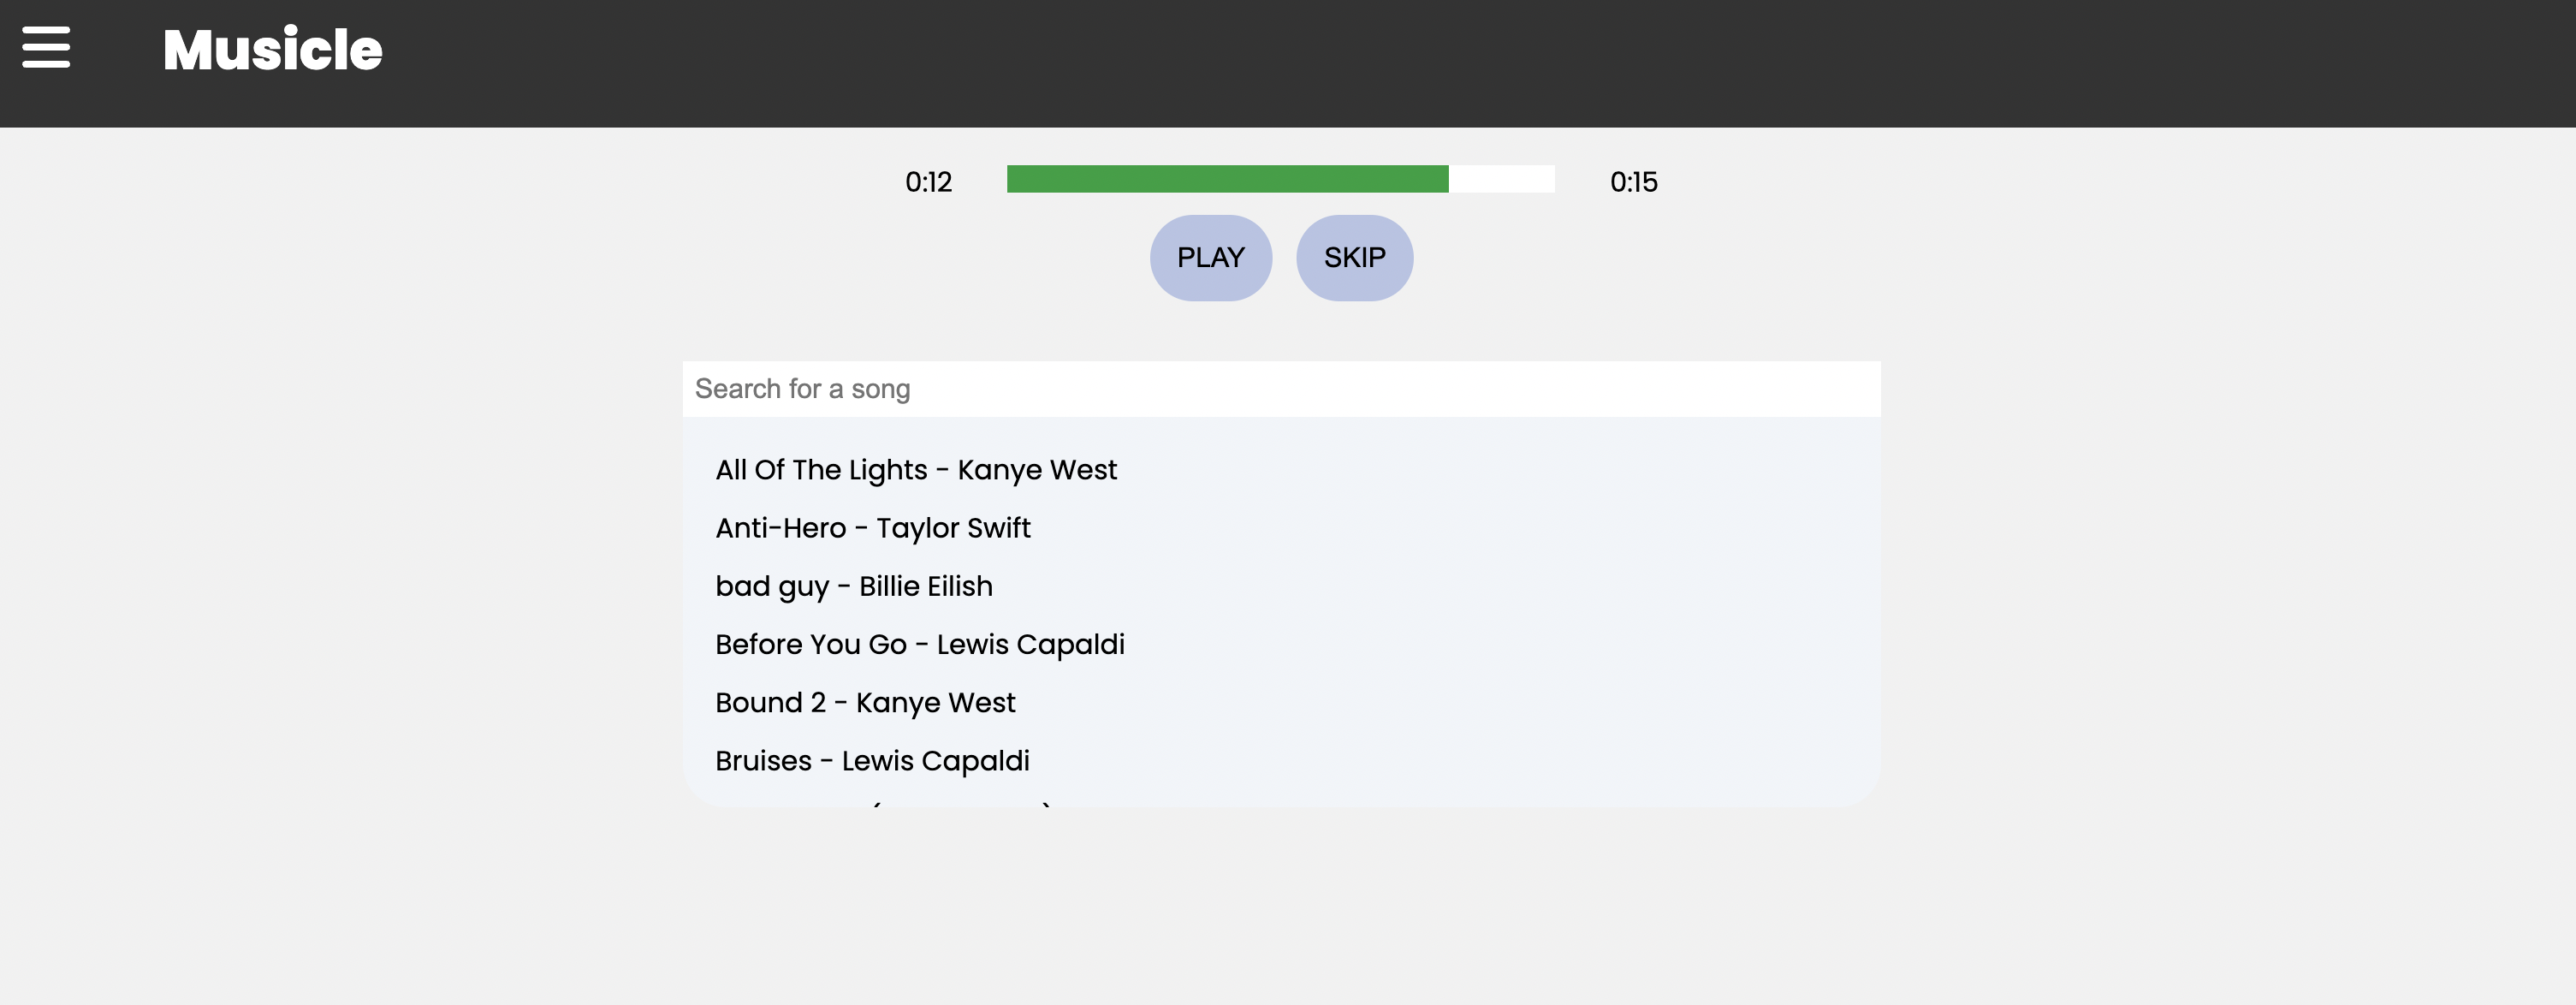 Musicle
0:12 0:15
PLAY SKIP
Search for a song
All Of The Lights - Kanye West
Anti-Hero - Taylor Swift
bad guy - Billie Eilish
Before You Go - Lewis Capaldi
Bound 2 - Kanye West
Bruises - Lewis Capaldi